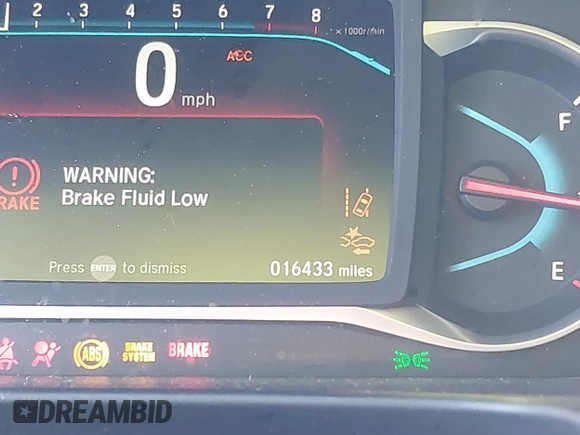 2 3 4 5 6 7 8
x1000r/min
ACC
0 mph
WARNING:
BRAKE Brake Fluid Low
Press ENTER to dismiss
016433 miles
F
E
ABS BRAKE SYSTEM BRAKE
DREAMBID